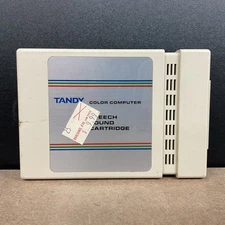 TANDY COLOR COMPUTER
SPEECH
SOUND
CARTRIDGE